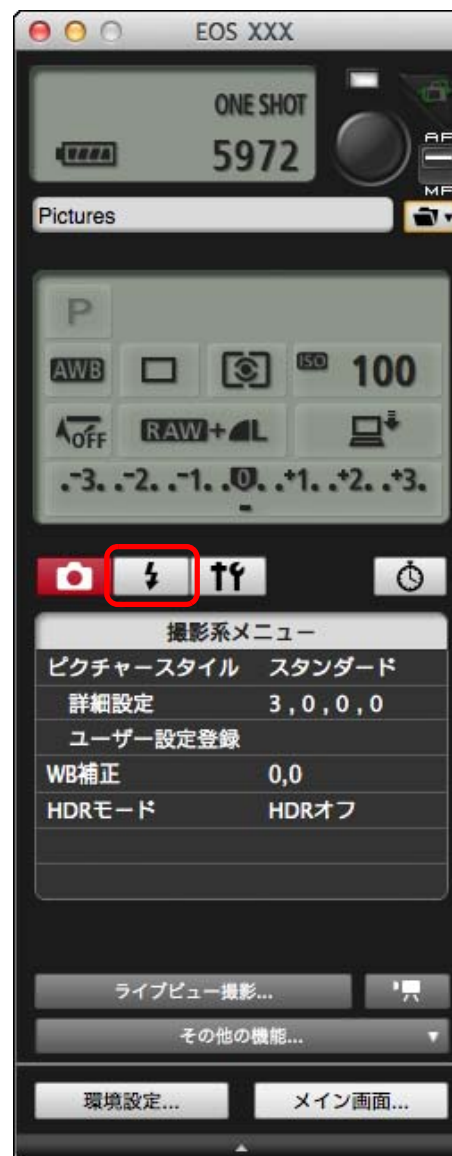 EOS XXX
ONE SHOT
5972
AF
MF
Pictures
P
AWB ISO 100
OFF RAW+L
.-3. .-2. .-1. .0. .+1. .+2. .+3.
撮影系メニュー
ピクチャースタイル スタンダード
詳細設定 3,0,0,0
ユーザー設定登録
WB補正 0,0
HDRモード HDRオフ
ライブビュー撮影...
その他の機能...
環境設定... メイン画面...